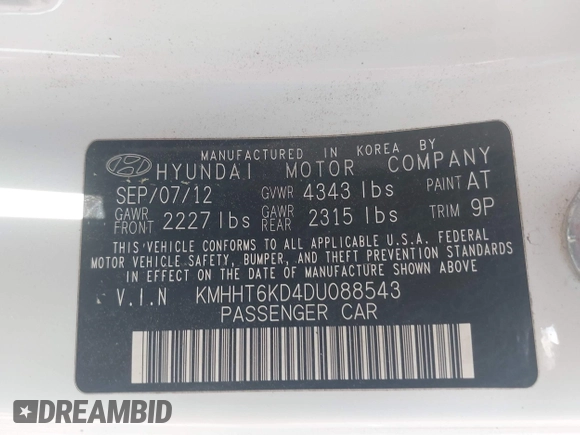 MANUFACTURED IN KOREA BY
HYUNDAI MOTOR COMPANY
SEP/07/12 GVWR 4343 lbs PAINT AT
GAWR FRONT 2227 lbs GAWR REAR 2315 lbs TRIM 9P
THIS VEHICLE CONFORMS TO ALL APPLICABLE U.S.A. FEDERAL
MOTOR VEHICLE SAFETY, BUMPER, AND THEFT PREVENTION STANDARDS
IN EFFECT ON THE DATE OF MANUFACTURE SHOWN ABOVE.
V.I.N KMHHT6KD4DU088543
PASSENGER CAR
DREAMBID